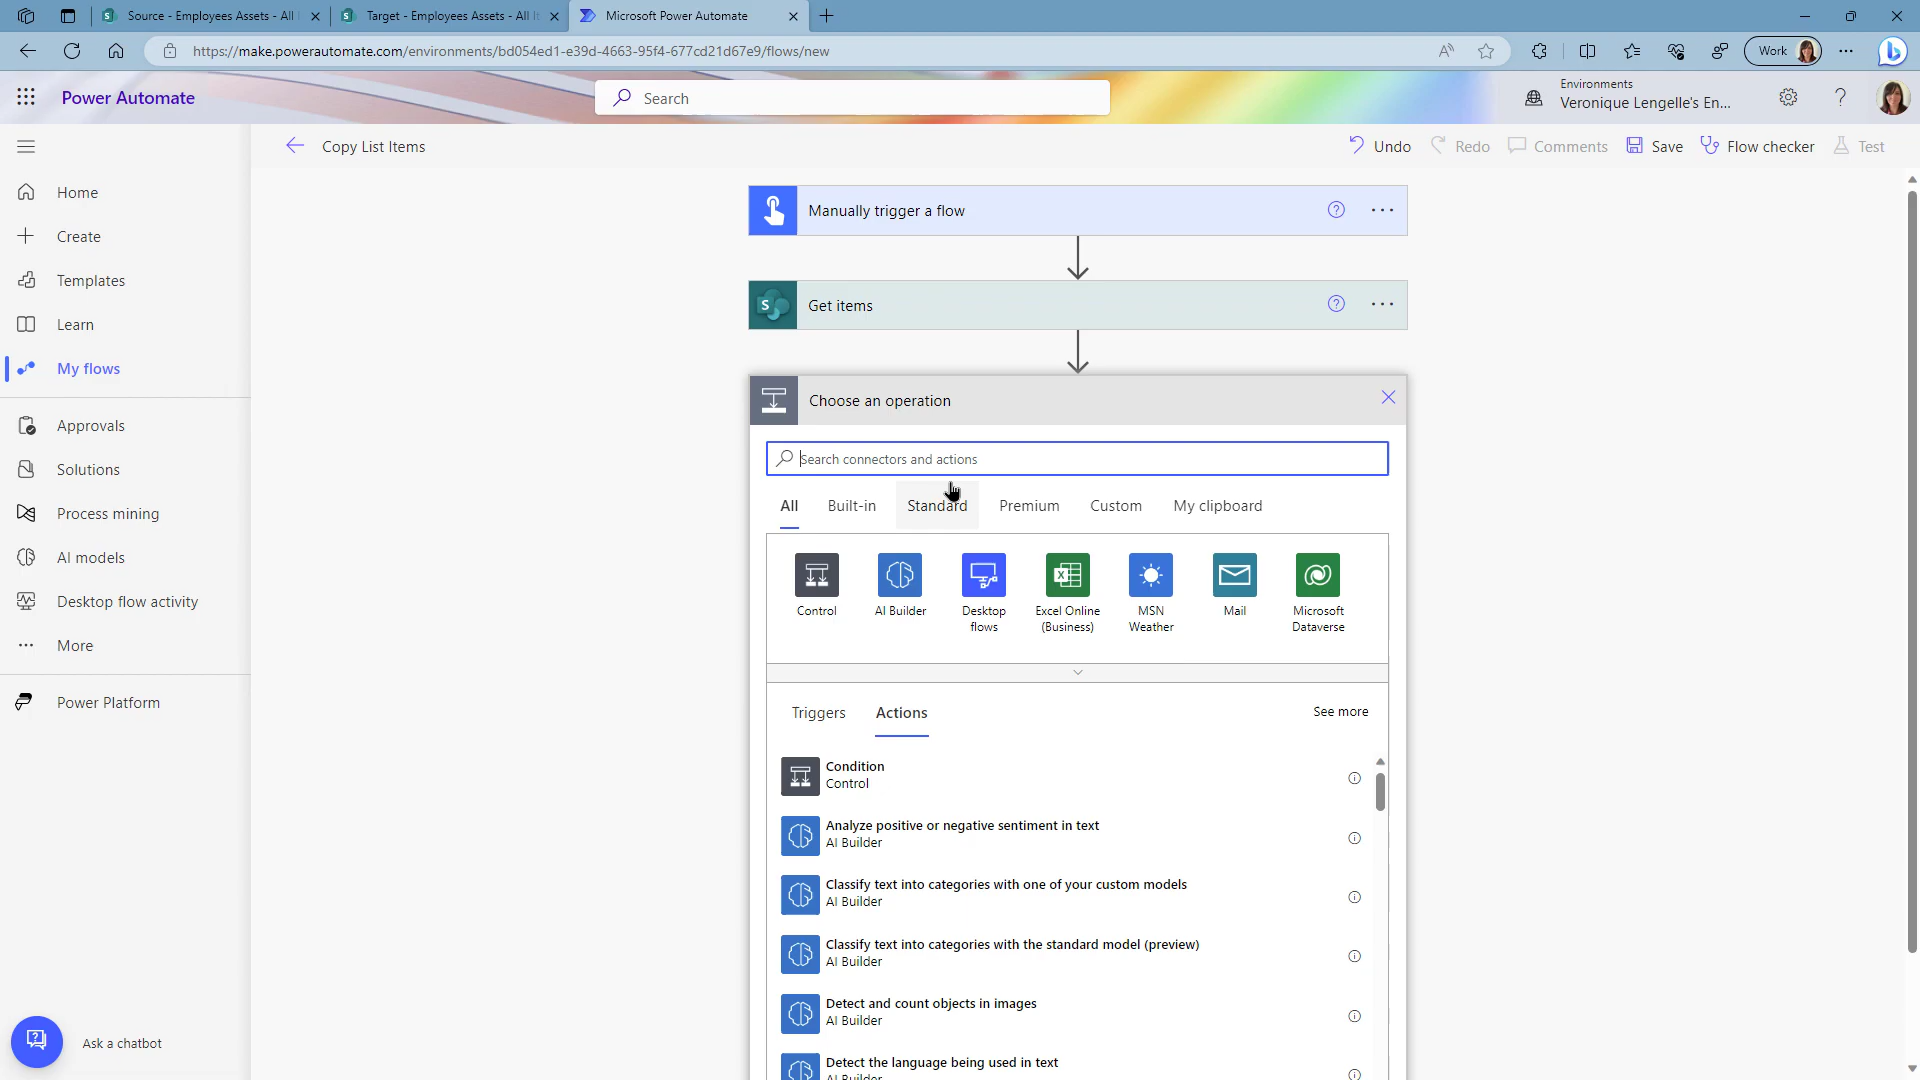 Source - Employees Assets - All
Target - Employees Assets - All It
Microsoft Power Automate
https://make.powerautomate.com/environments/bd054ed1-e39d-4663-95f4-677cd21d67e9/flows/new
Work
Power Automate
Search
Environments
Veronique Lengelle's En...
Copy List Items
Undo
Redo
Comments
Save
Flow checker
Test
Home
Create
Templates
Learn
My flows
Approvals
Solutions
Process mining
AI models
Desktop flow activity
More
Power Platform
Ask a chatbot
Manually trigger a flow
Get items
Choose an operation
Search connectors and actions
All
Built-in
Standard
Premium
Custom
My clipboard
Control
AI Builder
Desktop flows
Excel Online (Business)
MSN Weather
Mail
Microsoft Dataverse
Triggers
Actions
See more
Condition
Control
Analyze positive or negative sentiment in text
AI Builder
Classify text into categories with one of your custom models
AI Builder
Classify text into categories with the standard model (preview)
AI Builder
Detect and count objects in images
AI Builder
Detect the language being used in text
AI Builder